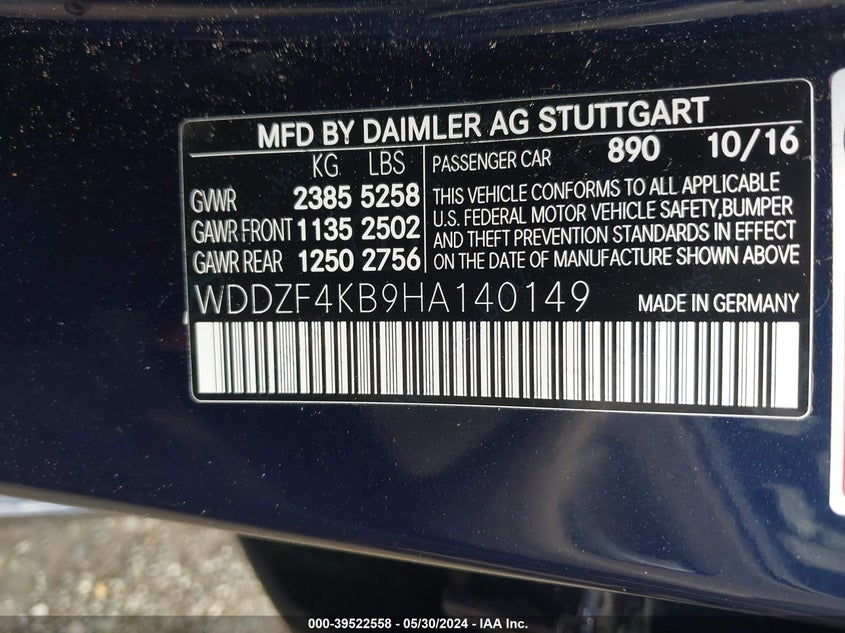 MFD BY DAIMLER AG STUTTGART
KG LBS
GVWR 2385 5258
GAWR FRONT 1135 2502
GAWR REAR 1250 2756
PASSENGER CAR 890 10/16
THIS VEHICLE CONFORMS TO ALL APPLICABLE
U.S. FEDERAL MOTOR VEHICLE SAFETY,BUMPER
AND THEFT PREVENTION STANDARDS IN EFFECT
ON THE DATE OF MANUFACTURE SHOWN ABOVE
WDDZF4KB9HA140149 MADE IN GERMANY
000-39522558 - 05/30/2024 - IAA Inc.